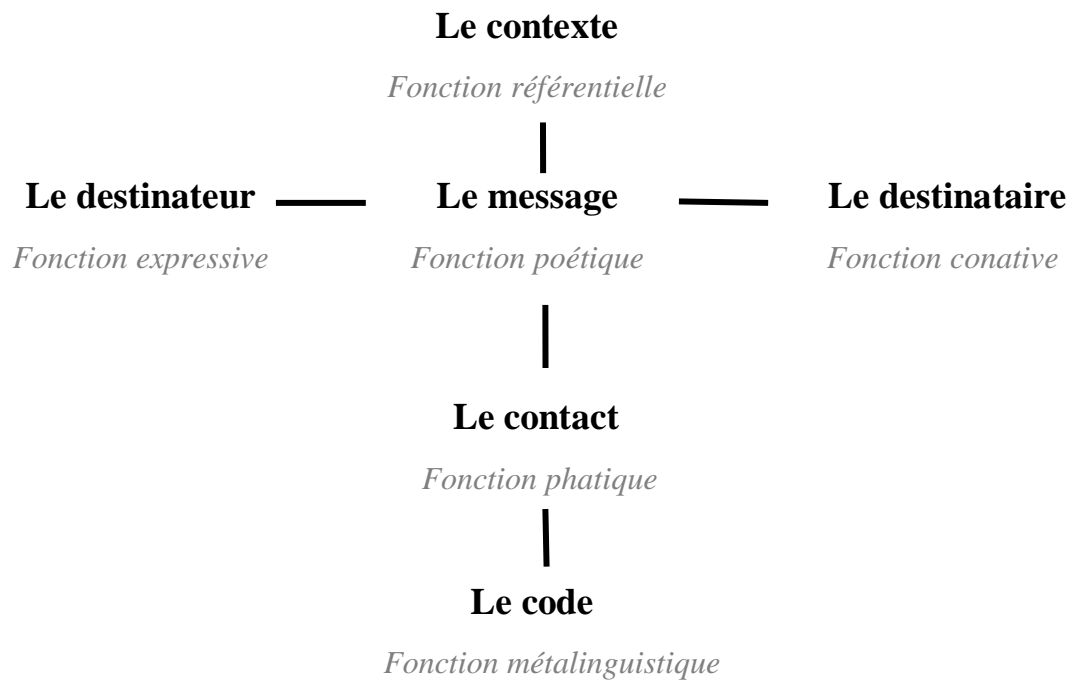 Le contexte
Fonction référentielle
Le destinateur Le message Le destinataire
Fonction expressive Fonction poétique Fonction conative
Le contact
Fonction phatique
Le code
Fonction métalinguistique